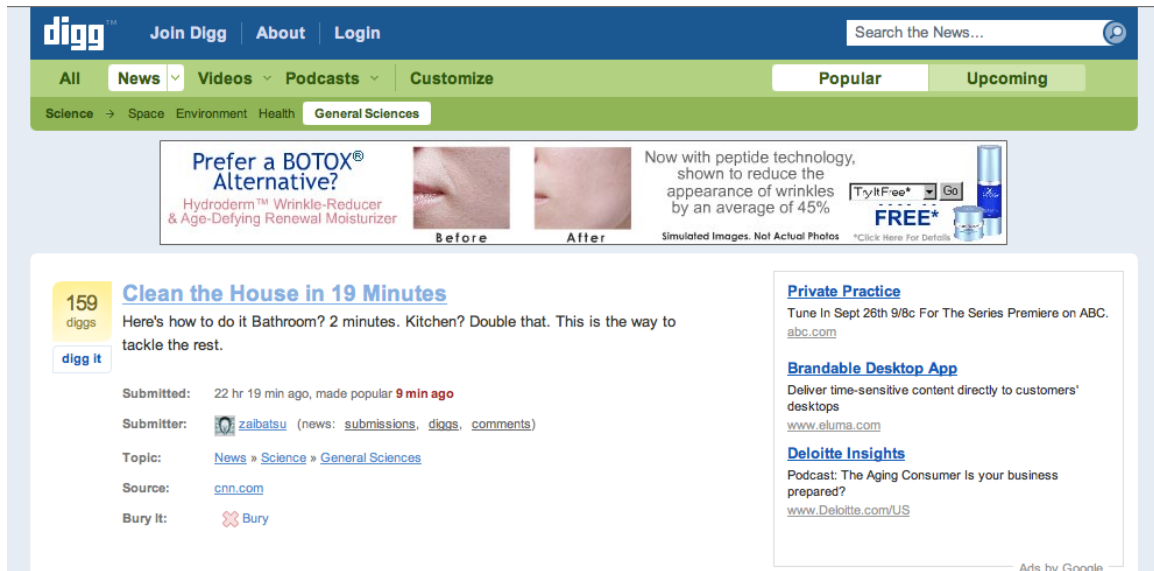 digg™ Join Digg About Login Search the News...
All News Videos Podcasts Customize Popular Upcoming
Science → Space Environment Health General Sciences
Prefer a BOTOX®
Alternative?
Hydroderm™ Wrinkle-Reducer
& Age-Defying Renewal Moisturizer
Before After
Now with peptide technology,
shown to reduce the
appearance of wrinkles
by an average of 45%
Simulated Images. Not Actual Photos
TryItFree* Go
FREE*
*Click Here For Details
159
diggs
digg it
Clean the House in 19 Minutes
Here's how to do it Bathroom? 2 minutes. Kitchen? Double that. This is the way to
tackle the rest.
Submitted: 22 hr 19 min ago, made popular 9 min ago
Submitter: zaibatsu (news: submissions, diggs, comments)
Topic: News » Science » General Sciences
Source: cnn.com
Bury It: Bury
Private Practice
Tune In Sept 26th 9/8c For The Series Premiere on ABC.
abc.com
Brandable Desktop App
Deliver time-sensitive content directly to customers'
desktops
www.eluma.com
Deloitte Insights
Podcast: The Aging Consumer Is your business
prepared?
www.Deloitte.com/US
Ads by Google